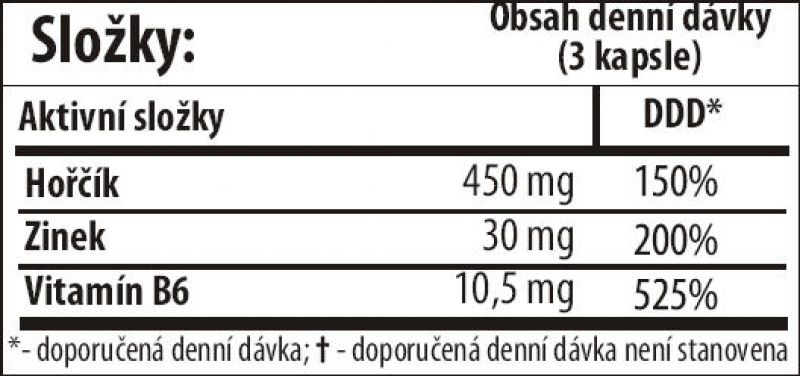 Složky:
Obsah denní dávky
(3 kapsle)
Aktivní složky DDD*
Hořčík 450 mg 150%
Zinek 30 mg 200%
Vitamín B6 10,5 mg 525%
*- doporučená denní dávka; † - doporučená denní dávka není stanovena